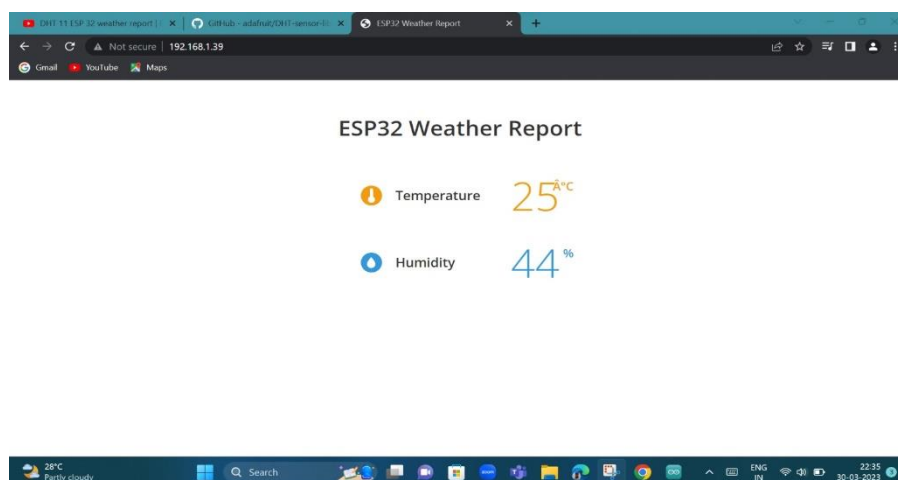 DHT 11 ESP 32 weather report |
GitHub - adafruit/DHT-sensor-li
ESP32 Weather Report
Not secure | 192.168.1.39
Gmail YouTube Maps
ESP32 Weather Report
Temperature 25Â°C
Humidity 44%
28°C
Partly cloudy
Search
ENG
IN
22:35
30-03-2023